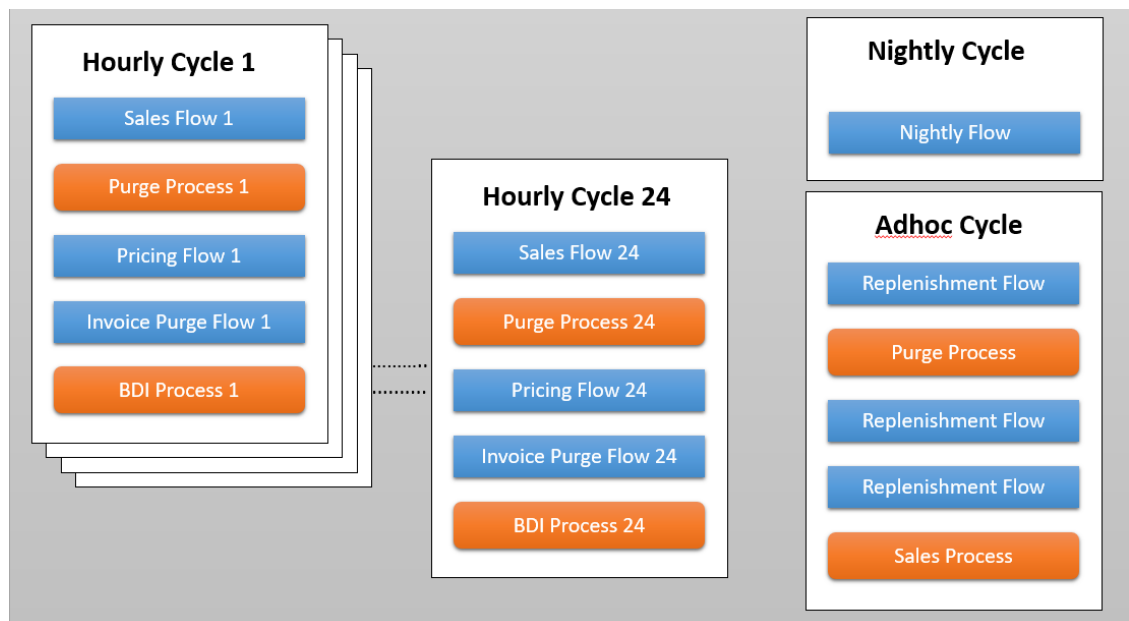 Hourly Cycle 1
Sales Flow 1
Purge Process 1
Pricing Flow 1
Invoice Purge Flow 1
BDI Process 1
Hourly Cycle 24
Sales Flow 24
Purge Process 24
Pricing Flow 24
Invoice Purge Flow 24
BDI Process 24
Nightly Cycle
Nightly Flow
Adhoc Cycle
Replenishment Flow
Purge Process
Replenishment Flow
Replenishment Flow
Sales Process